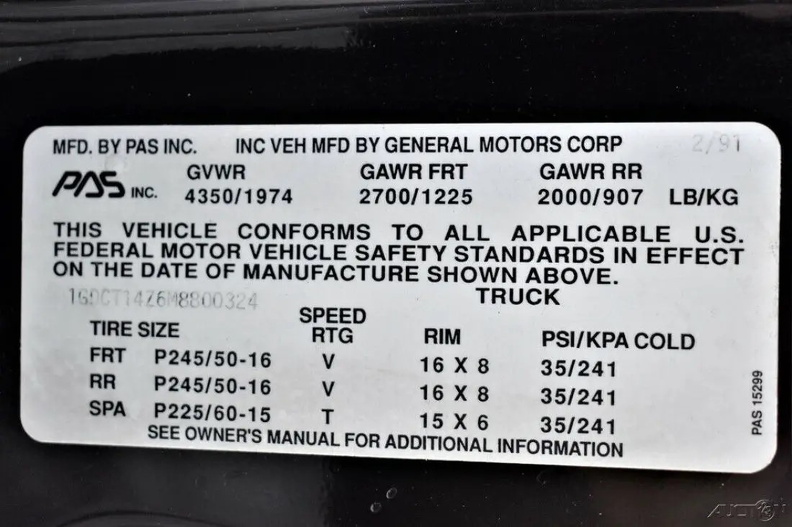 MFD. BY PAS INC. INC VEH MFD BY GENERAL MOTORS CORP 2/91
PAS INC. GVWR GAWR FRT GAWR RR
4350/1974 2700/1225 2000/907 LB/KG
THIS VEHICLE CONFORMS TO ALL APPLICABLE U.S.
FEDERAL MOTOR VEHICLE SAFETY STANDARDS IN EFFECT
ON THE DATE OF MANUFACTURE SHOWN ABOVE.
1GDCT14Z6M8800324 TRUCK
TIRE SIZE SPEED RTG RIM PSI/KPA COLD
FRT P245/50-16 V 16 X 8 35/241
RR P245/50-16 V 16 X 8 35/241
SPA P225/60-15 T 15 X 6 35/241
SEE OWNER'S MANUAL FOR ADDITIONAL INFORMATION
PAS 15299